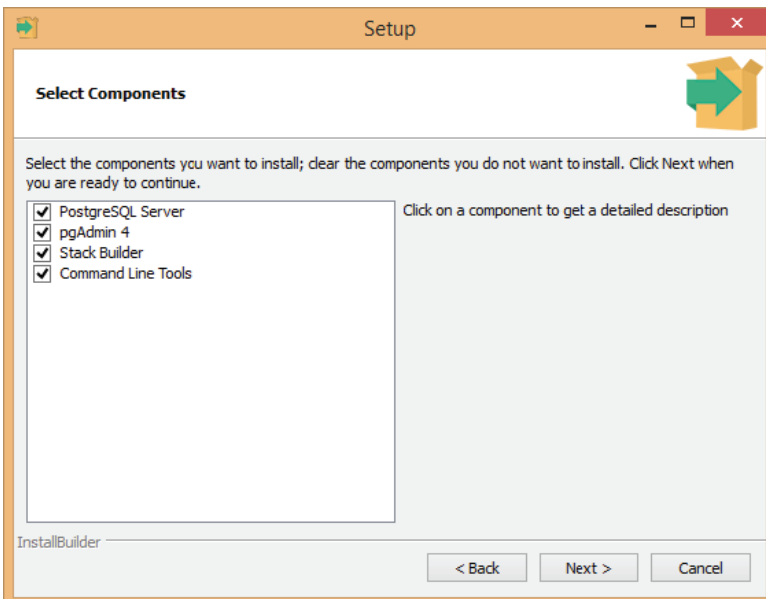 Setup
Select Components
Select the components you want to install; clear the components you do not want to install. Click Next when
you are ready to continue.
PostgreSQL Server
pgAdmin 4
Stack Builder
Command Line Tools
Click on a component to get a detailed description
InstallBuilder
< Back
Next >
Cancel